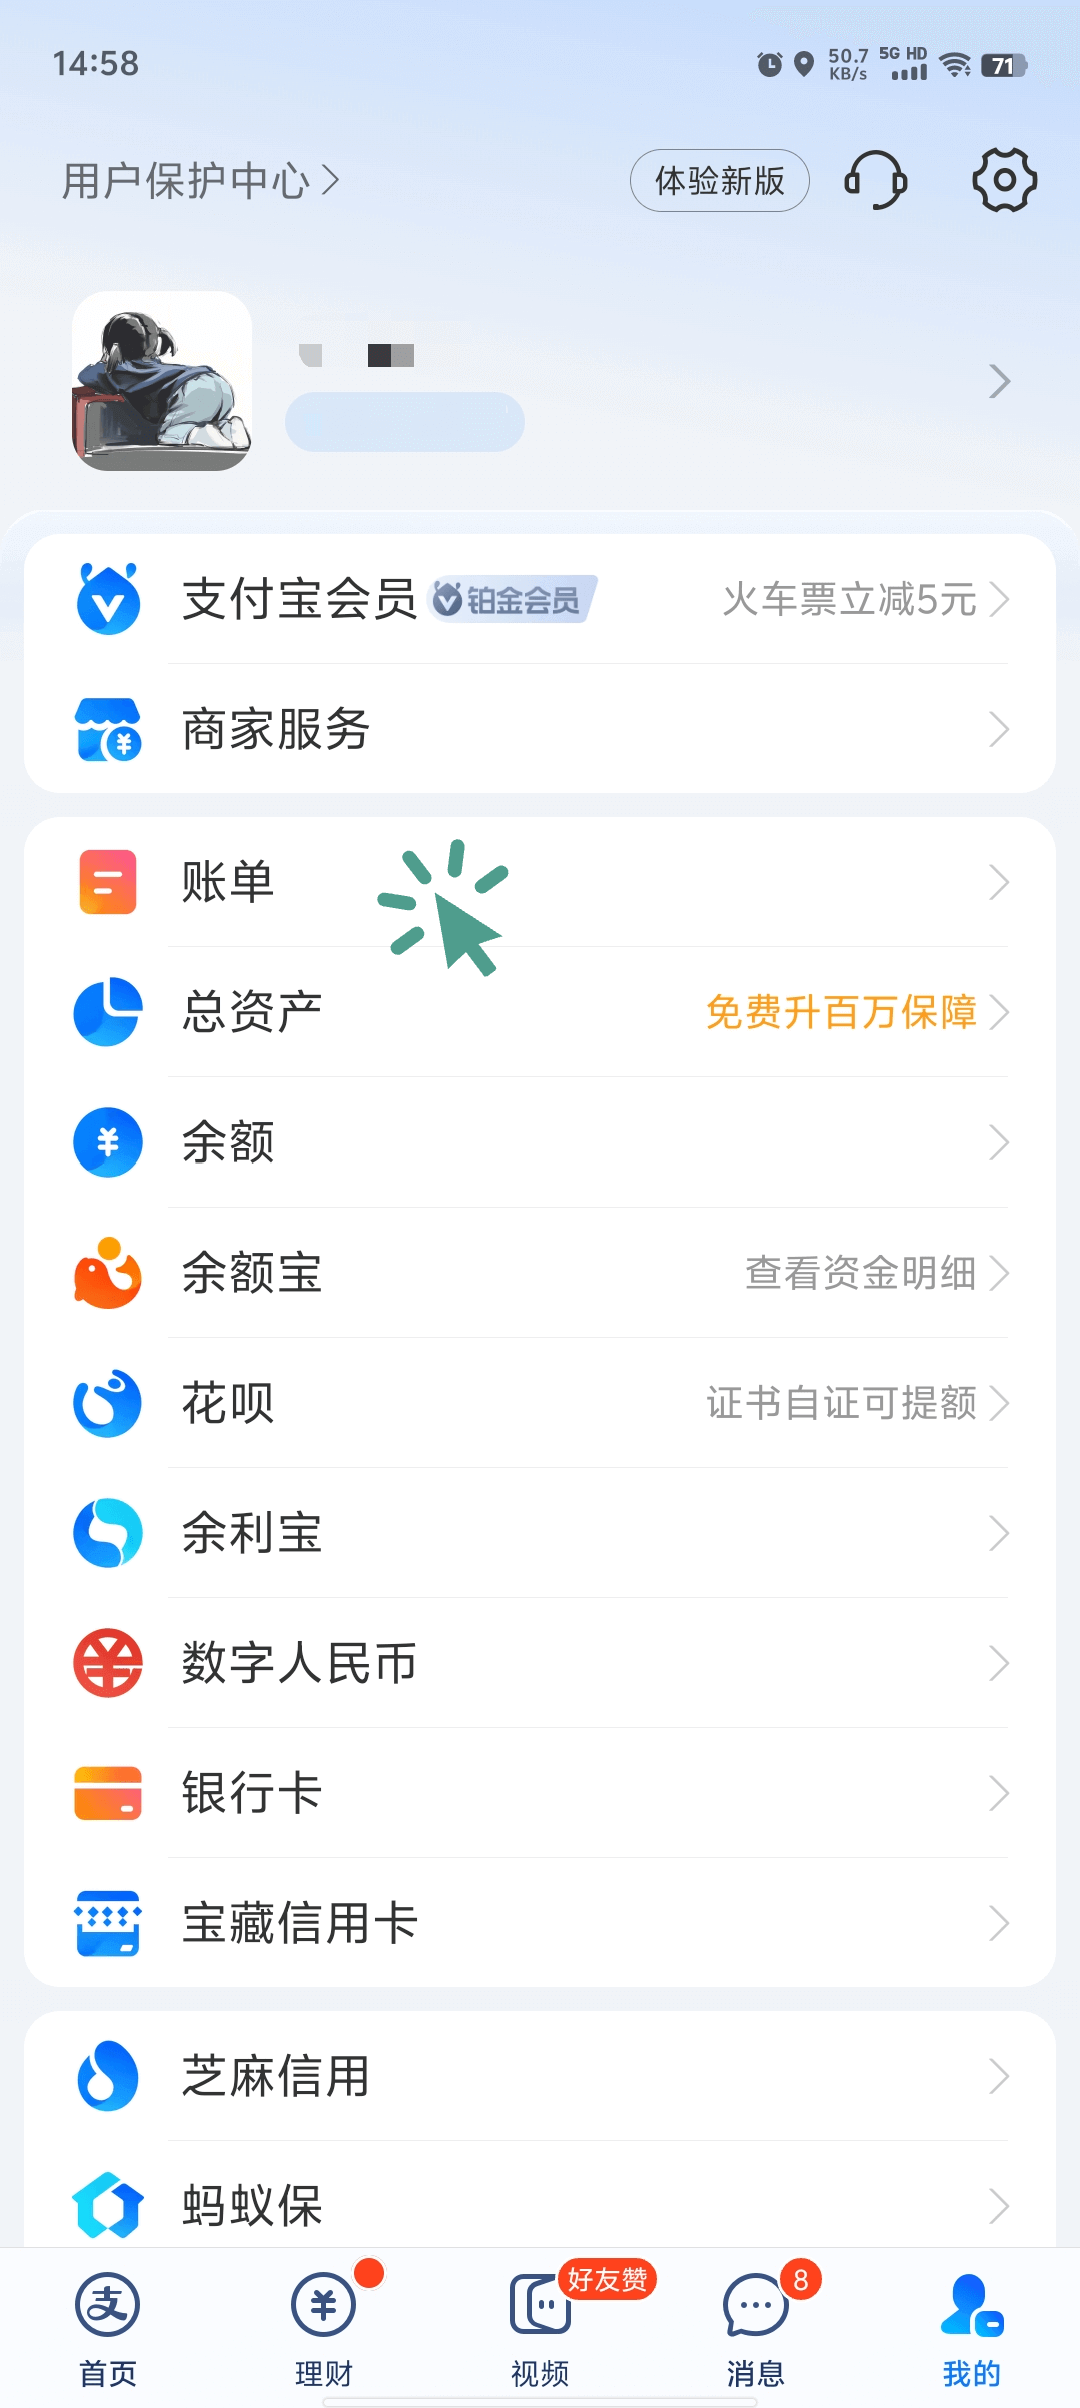 14:58
50.7 KB/s 5G HD 71
用户保护中心
体验新版
支付宝会员 铂金会员 火车票立减5元
商家服务
账单
总资产 免费升百万保障
余额
余额宝 查看资金明细
花呗 证书自证可提额
余利宝
数字人民币
银行卡
宝藏信用卡
芝麻信用
蚂蚁保
支 好友赞 8
首页 理财 视频 消息 我的